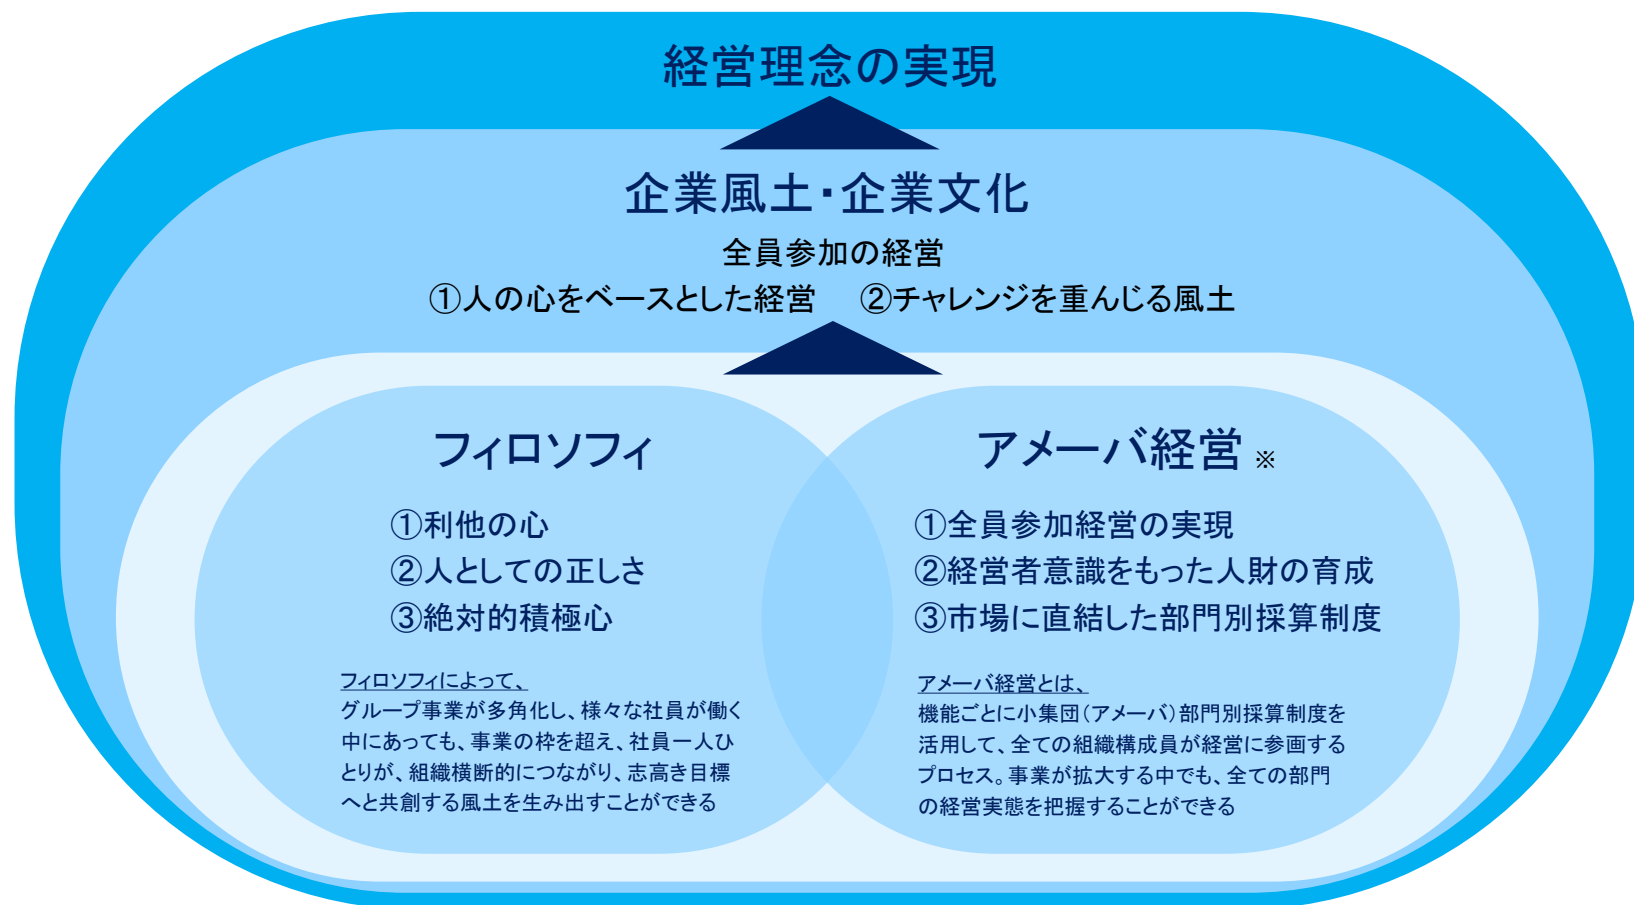 経営理念の実現
企業風土・企業文化
全員参加の経営
①人の心をベースとした経営　②チャレンジを重んじる風土
フィロソフィ
①利他の心
②人としての正しさ
③絶対的積極心
フィロソフィによって、
グループ事業が多角化し、様々な社員が働く
中にあっても、事業の枠を超え、社員一人ひ
とりが、組織横断的につながり、志高き目標
へと共創する風土を生み出すことができる
アメーバ経営 ※
①全員参加経営の実現
②経営者意識をもった人財の育成
③市場に直結した部門別採算制度
アメーバ経営とは、
機能ごとに小集団（アメーバ）部門別採算制度を
活用して、全ての組織構成員が経営に参画する
プロセス。事業が拡大する中でも、全ての部門
の経営実態を把握することができる